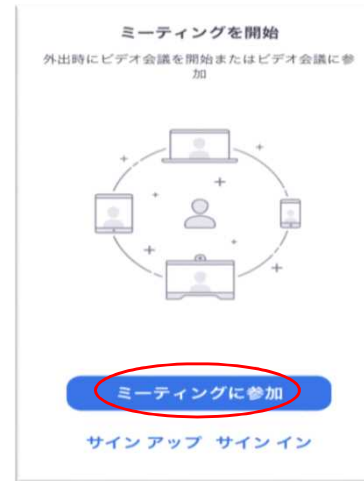 ミーティングを開始
外出時にビデオ会議を開始またはビデオ会議に参
加
ミーティングに参加
サイン アップ サイン イン